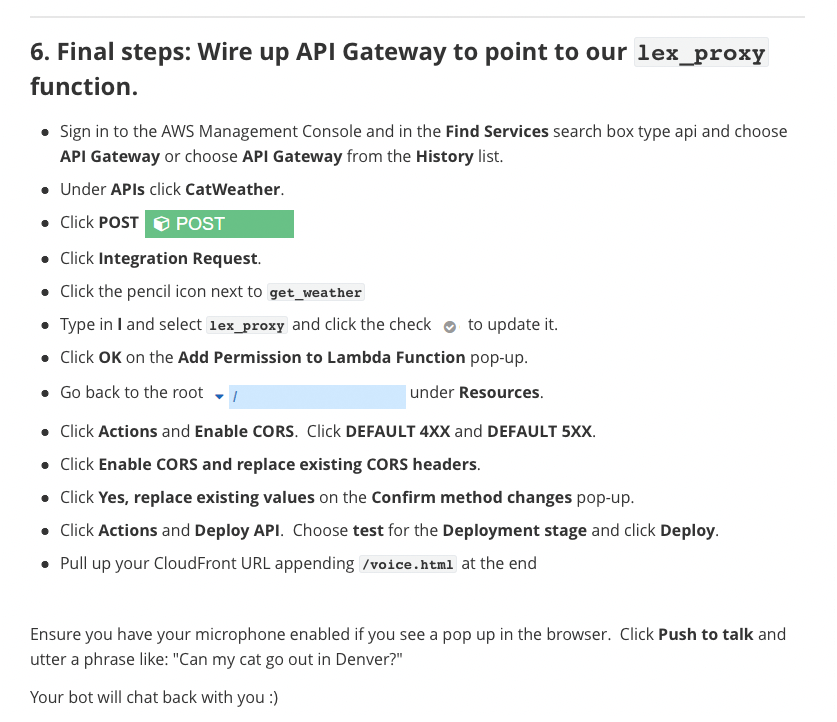 6. Final steps: Wire up API Gateway to point to our lex_proxy
function.
Sign in to the AWS Management Console and in the Find Services search box type api and choose
API Gateway or choose API Gateway from the History list.
Under APIs click CatWeather.
Click POST POST
Click Integration Request.
Click the pencil icon next to get_weather
Type in l and select lex_proxy and click the check to update it.
Click OK on the Add Permission to Lambda Function pop-up.
Go back to the root / under Resources.
Click Actions and Enable CORS. Click DEFAULT 4XX and DEFAULT 5XX.
Click Enable CORS and replace existing CORS headers.
Click Yes, replace existing values on the Confirm method changes pop-up.
Click Actions and Deploy API. Choose test for the Deployment stage and click Deploy.
Pull up your CloudFront URL appending /voice.html at the end
Ensure you have your microphone enabled if you see a pop up in the browser. Click Push to talk and
utter a phrase like: "Can my cat go out in Denver?"
Your bot will chat back with you :)